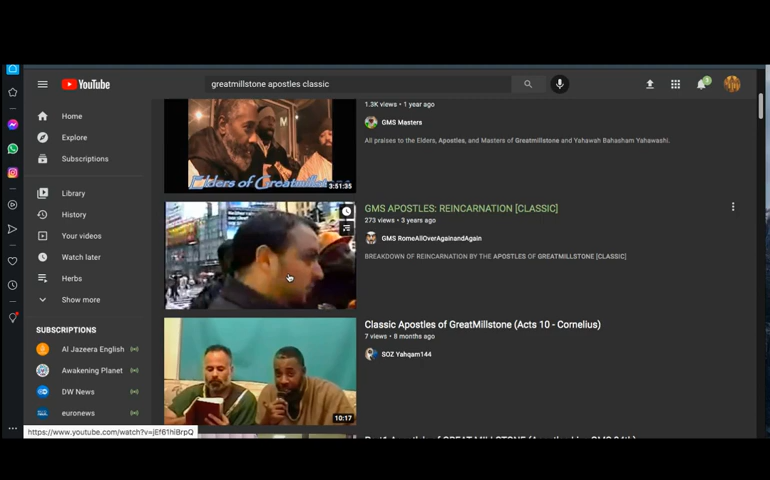 YouTube
greatmillstone apostles classic
5
Home
Explore
Subscriptions
Library
History
Your videos
Watch later
Herbs
Show more
SUBSCRIPTIONS
Al Jazeera English
Awakening Planet
DW News
euronews
https://www.youtube.com/watch?v=jEf61hiBrpQ
Elders of Greatmillstone
3:51:35
1.3K views • 1 year ago
GMS Masters
All praises to the Elders, Apostles, and Masters of Greatmillstone and Yahawah Bahasham Yahawashi.
GMS APOSTLES: REINCARNATION [CLASSIC]
273 views • 3 years ago
GMS RomeAllOverAgainandAgain
BREAKDOWN OF REINCARNATION BY THE APOSTLES OF GREATMILLSTONE [CLASSIC]
10:17
Classic Apostles of GreatMillstone (Acts 10 - Cornelius)
7 views • 8 months ago
SOZ Yahqam144